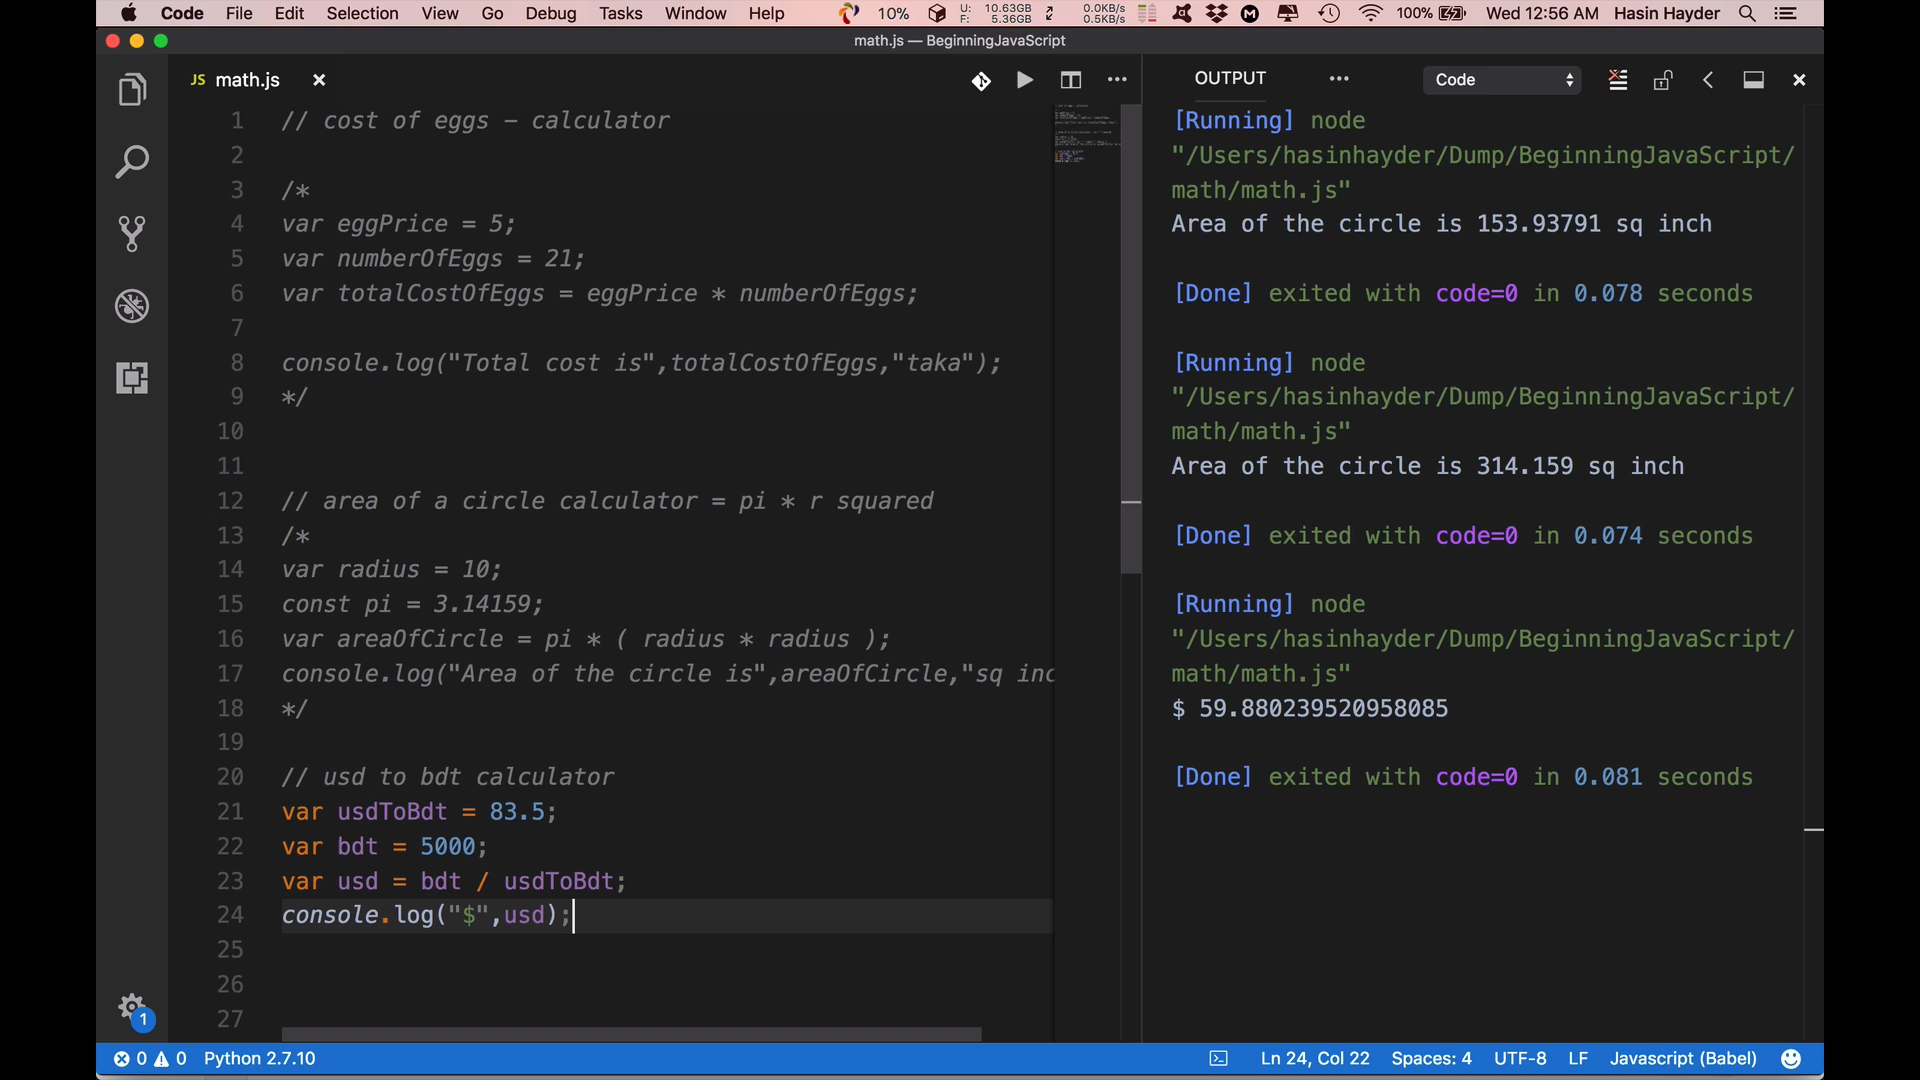 Code File Edit Selection View Go Debug Tasks Window Help 10% U: 10.63GB F: 5.36GB 0.0KB/s 0.5KB/s 100% Wed 12:56 AM Hasin Hayder
math.js — BeginningJavaScript
JS math.js
OUTPUT Code
1 // cost of eggs - calculator
2
3 /*
4 var eggPrice = 5;
5 var numberOfEggs = 21;
6 var totalCostOfEggs = eggPrice * numberOfEggs;
7
8 console.log("Total cost is",totalCostOfEggs,"taka");
9 */
10
11
12 // area of a circle calculator = pi * r squared
13 /*
14 var radius = 10;
15 const pi = 3.14159;
16 var areaOfCircle = pi * ( radius * radius );
17 console.log("Area of the circle is",areaOfCircle,"sq inc
18 */
19
20 // usd to bdt calculator
21 var usdToBdt = 83.5;
22 var bdt = 5000;
23 var usd = bdt / usdToBdt;
24 console.log("$",usd);
25
26
27
[Running] node
"/Users/hasinhayder/Dump/BeginningJavaScript/
math/math.js"
Area of the circle is 153.93791 sq inch
[Done] exited with code=0 in 0.078 seconds
[Running] node
"/Users/hasinhayder/Dump/BeginningJavaScript/
math/math.js"
Area of the circle is 314.159 sq inch
[Done] exited with code=0 in 0.074 seconds
[Running] node
"/Users/hasinhayder/Dump/BeginningJavaScript/
math/math.js"
$ 59.880239520958085
[Done] exited with code=0 in 0.081 seconds
1
0 0 Python 2.7.10 Ln 24, Col 22 Spaces: 4 UTF-8 LF Javascript (Babel)